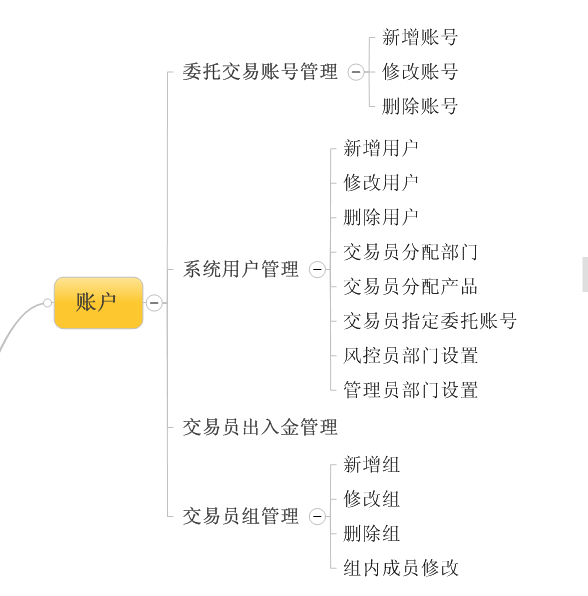 账户
委托交易账号管理
新增账号
修改账号
删除账号
系统用户管理
新增用户
修改用户
删除用户
交易员分配部门
交易员分配产品
交易员指定委托账号
风控员部门设置
管理员部门设置
交易员出入金管理
交易员组管理
新增组
修改组
删除组
组内成员修改